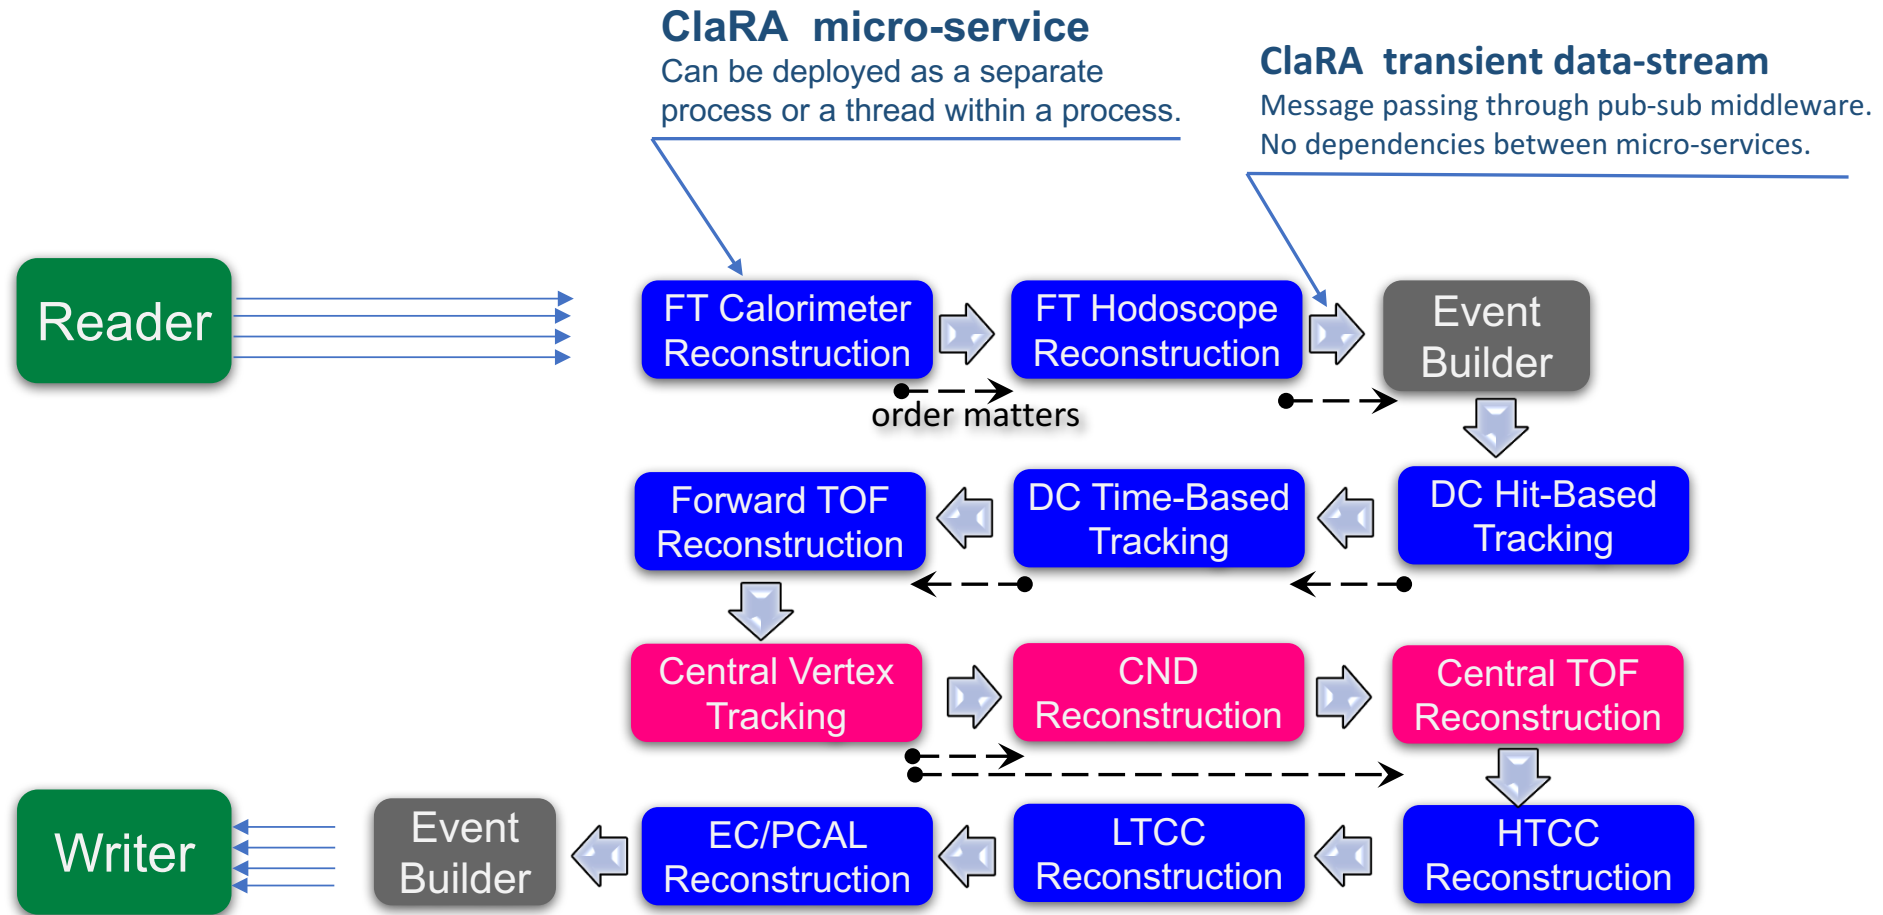 ClaRA micro-service
Can be deployed as a separate
process or a thread within a process.
ClaRA transient data-stream
Message passing through pub-sub middleware.
No dependencies between micro-services.
Reader
FT Calorimeter
Reconstruction
FT Hodoscope
Reconstruction
Event
Builder
order matters
Forward TOF
Reconstruction
DC Time-Based
Tracking
DC Hit-Based
Tracking
Central Vertex
Tracking
CND
Reconstruction
Central TOF
Reconstruction
Writer
Event
Builder
EC/PCAL
Reconstruction
LTCC
Reconstruction
HTCC
Reconstruction